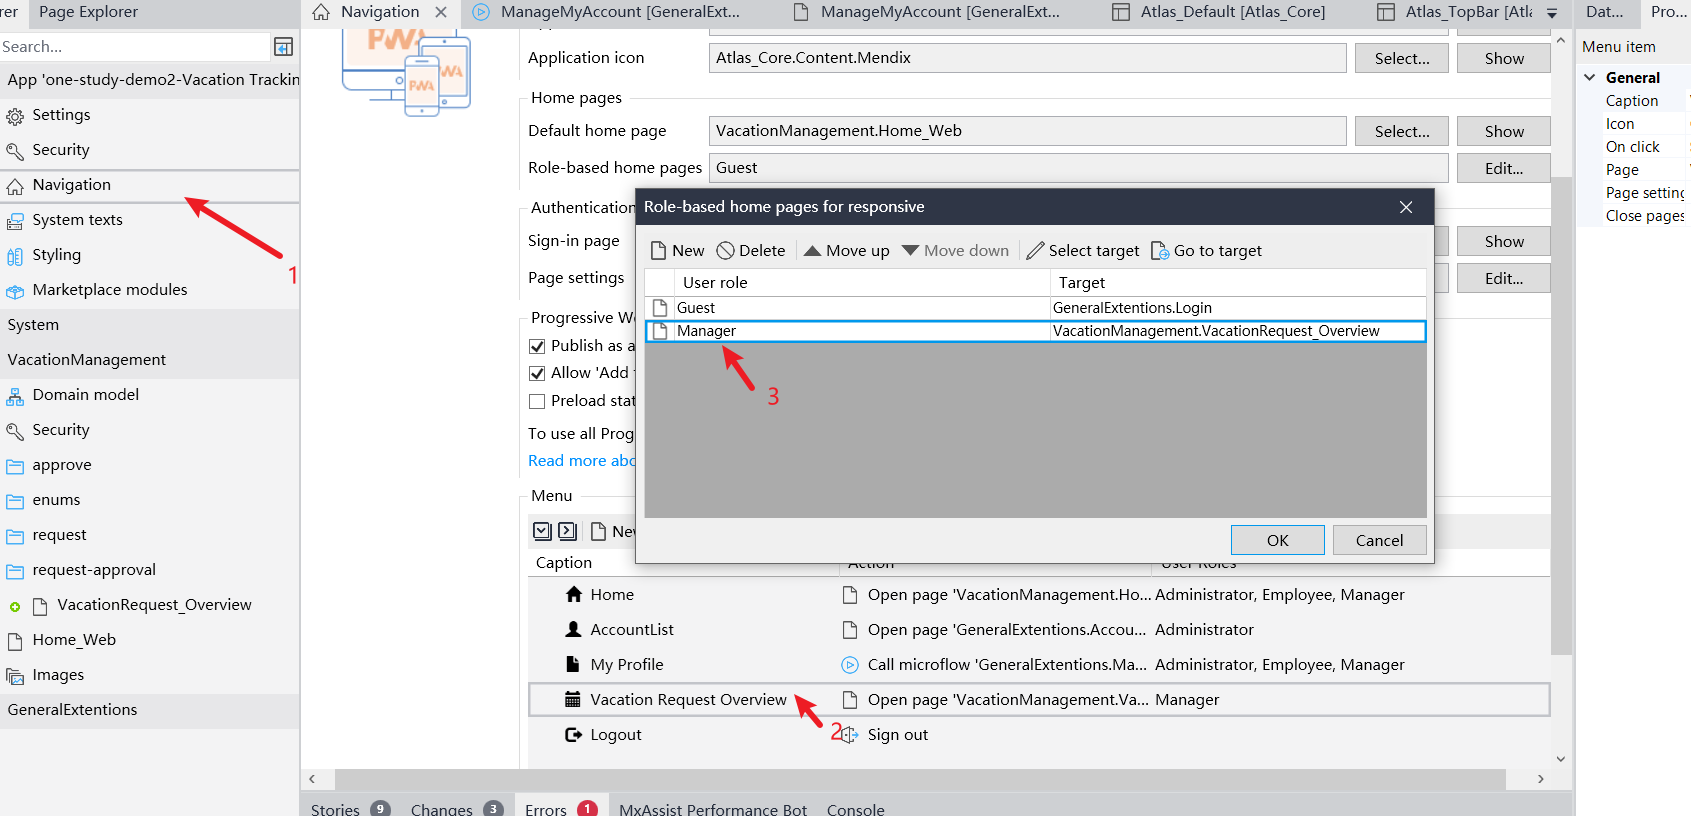 rer
Page Explorer
Navigation
ManageMyAccount [GeneralExt...
ManageMyAccount [GeneralExt...
Atlas_Default [Atlas_Core]
Atlas_TopBar [Atla
Dat...
Pro...
Search...
App 'one-study-demo2-Vacation Trackin
Settings
Security
Navigation
System texts
Styling
Marketplace modules
System
VacationManagement
Domain model
Security
approve
enums
request
request-approval
VacationRequest_Overview
Home_Web
Images
GeneralExtentions
1
PWA
PWA
PWA
Application icon
Atlas_Core.Content.Mendix
Select...
Show
Home pages
Default home page
VacationManagement.Home_Web
Select...
Show
Role-based home pages
Guest
Edit...
Authentication
Sign-in page
Show
Page settings
Edit...
Progressive We
Publish as a
Allow 'Add
Preload stat
To use all Prog
Read more abo
Menu
New
Caption
Action
User Roles
Home
Open page 'VacationManagement.Ho...
Administrator, Employee, Manager
AccountList
Open page 'GeneralExtentions.Accou...
Administrator
My Profile
Call microflow 'GeneralExtentions.Ma...
Administrator, Employee, Manager
Vacation Request Overview
Open page 'VacationManagement.Va...
Manager
2
Logout
Sign out
Role-based home pages for responsive
New
Delete
Move up
Move down
Select target
Go to target
User role
Target
Guest
GeneralExtentions.Login
Manager
VacationManagement.VacationRequest_Overview
3
OK
Cancel
Menu item
General
Caption
Icon
On click
Page
Page setting
Close pages
Stories 9
Changes 3
Errors 1
MxAssist Performance Bot
Console